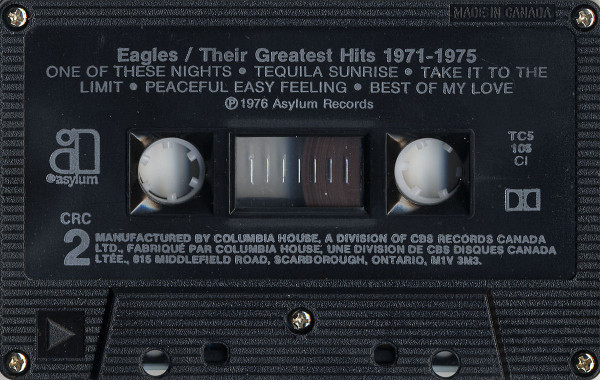 MADE IN CANADA
Eagles / Their Greatest Hits 1971-1975
ONE OF THESE NIGHTS • TEQUILA SUNRISE • TAKE IT TO THE
LIMIT • PEACEFUL EASY FEELING • BEST OF MY LOVE
℗ 1976 Asylum Records
TC5
105
CI
asylum
CRC
2
MANUFACTURED BY COLUMBIA HOUSE, A DIVISION OF CBS RECORDS CANADA
LTD., FABRIQUÉ PAR COLUMBIA HOUSE, UNE DIVISION DE CBS DISQUES CANADA
LTÉE., 615 MIDDLEFIELD ROAD, SCARBOROUGH, ONTARIO, M1V 3M3.